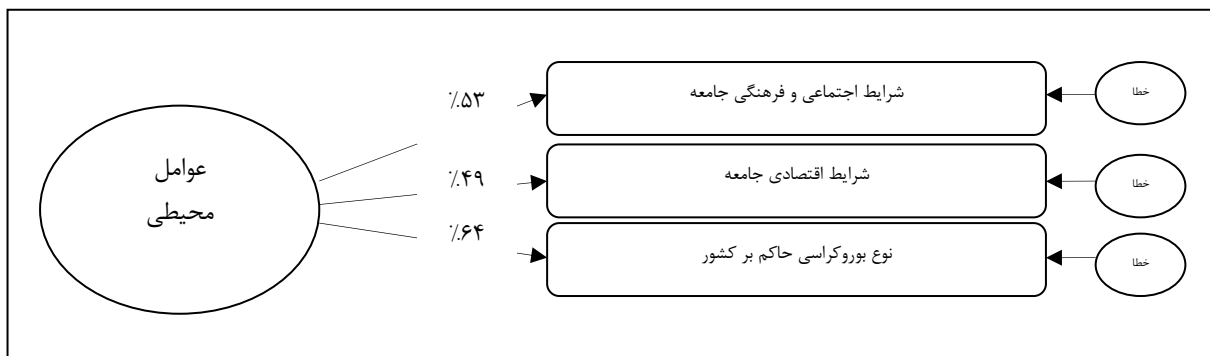 عوامل
محیطی
٪۵۳
شرایط اجتماعی و فرهنگی جامعه
خطا
٪۴۹
شرایط اقتصادی جامعه
خطا
٪۶۴
نوع بوروکراسی حاکم بر کشور
خطا